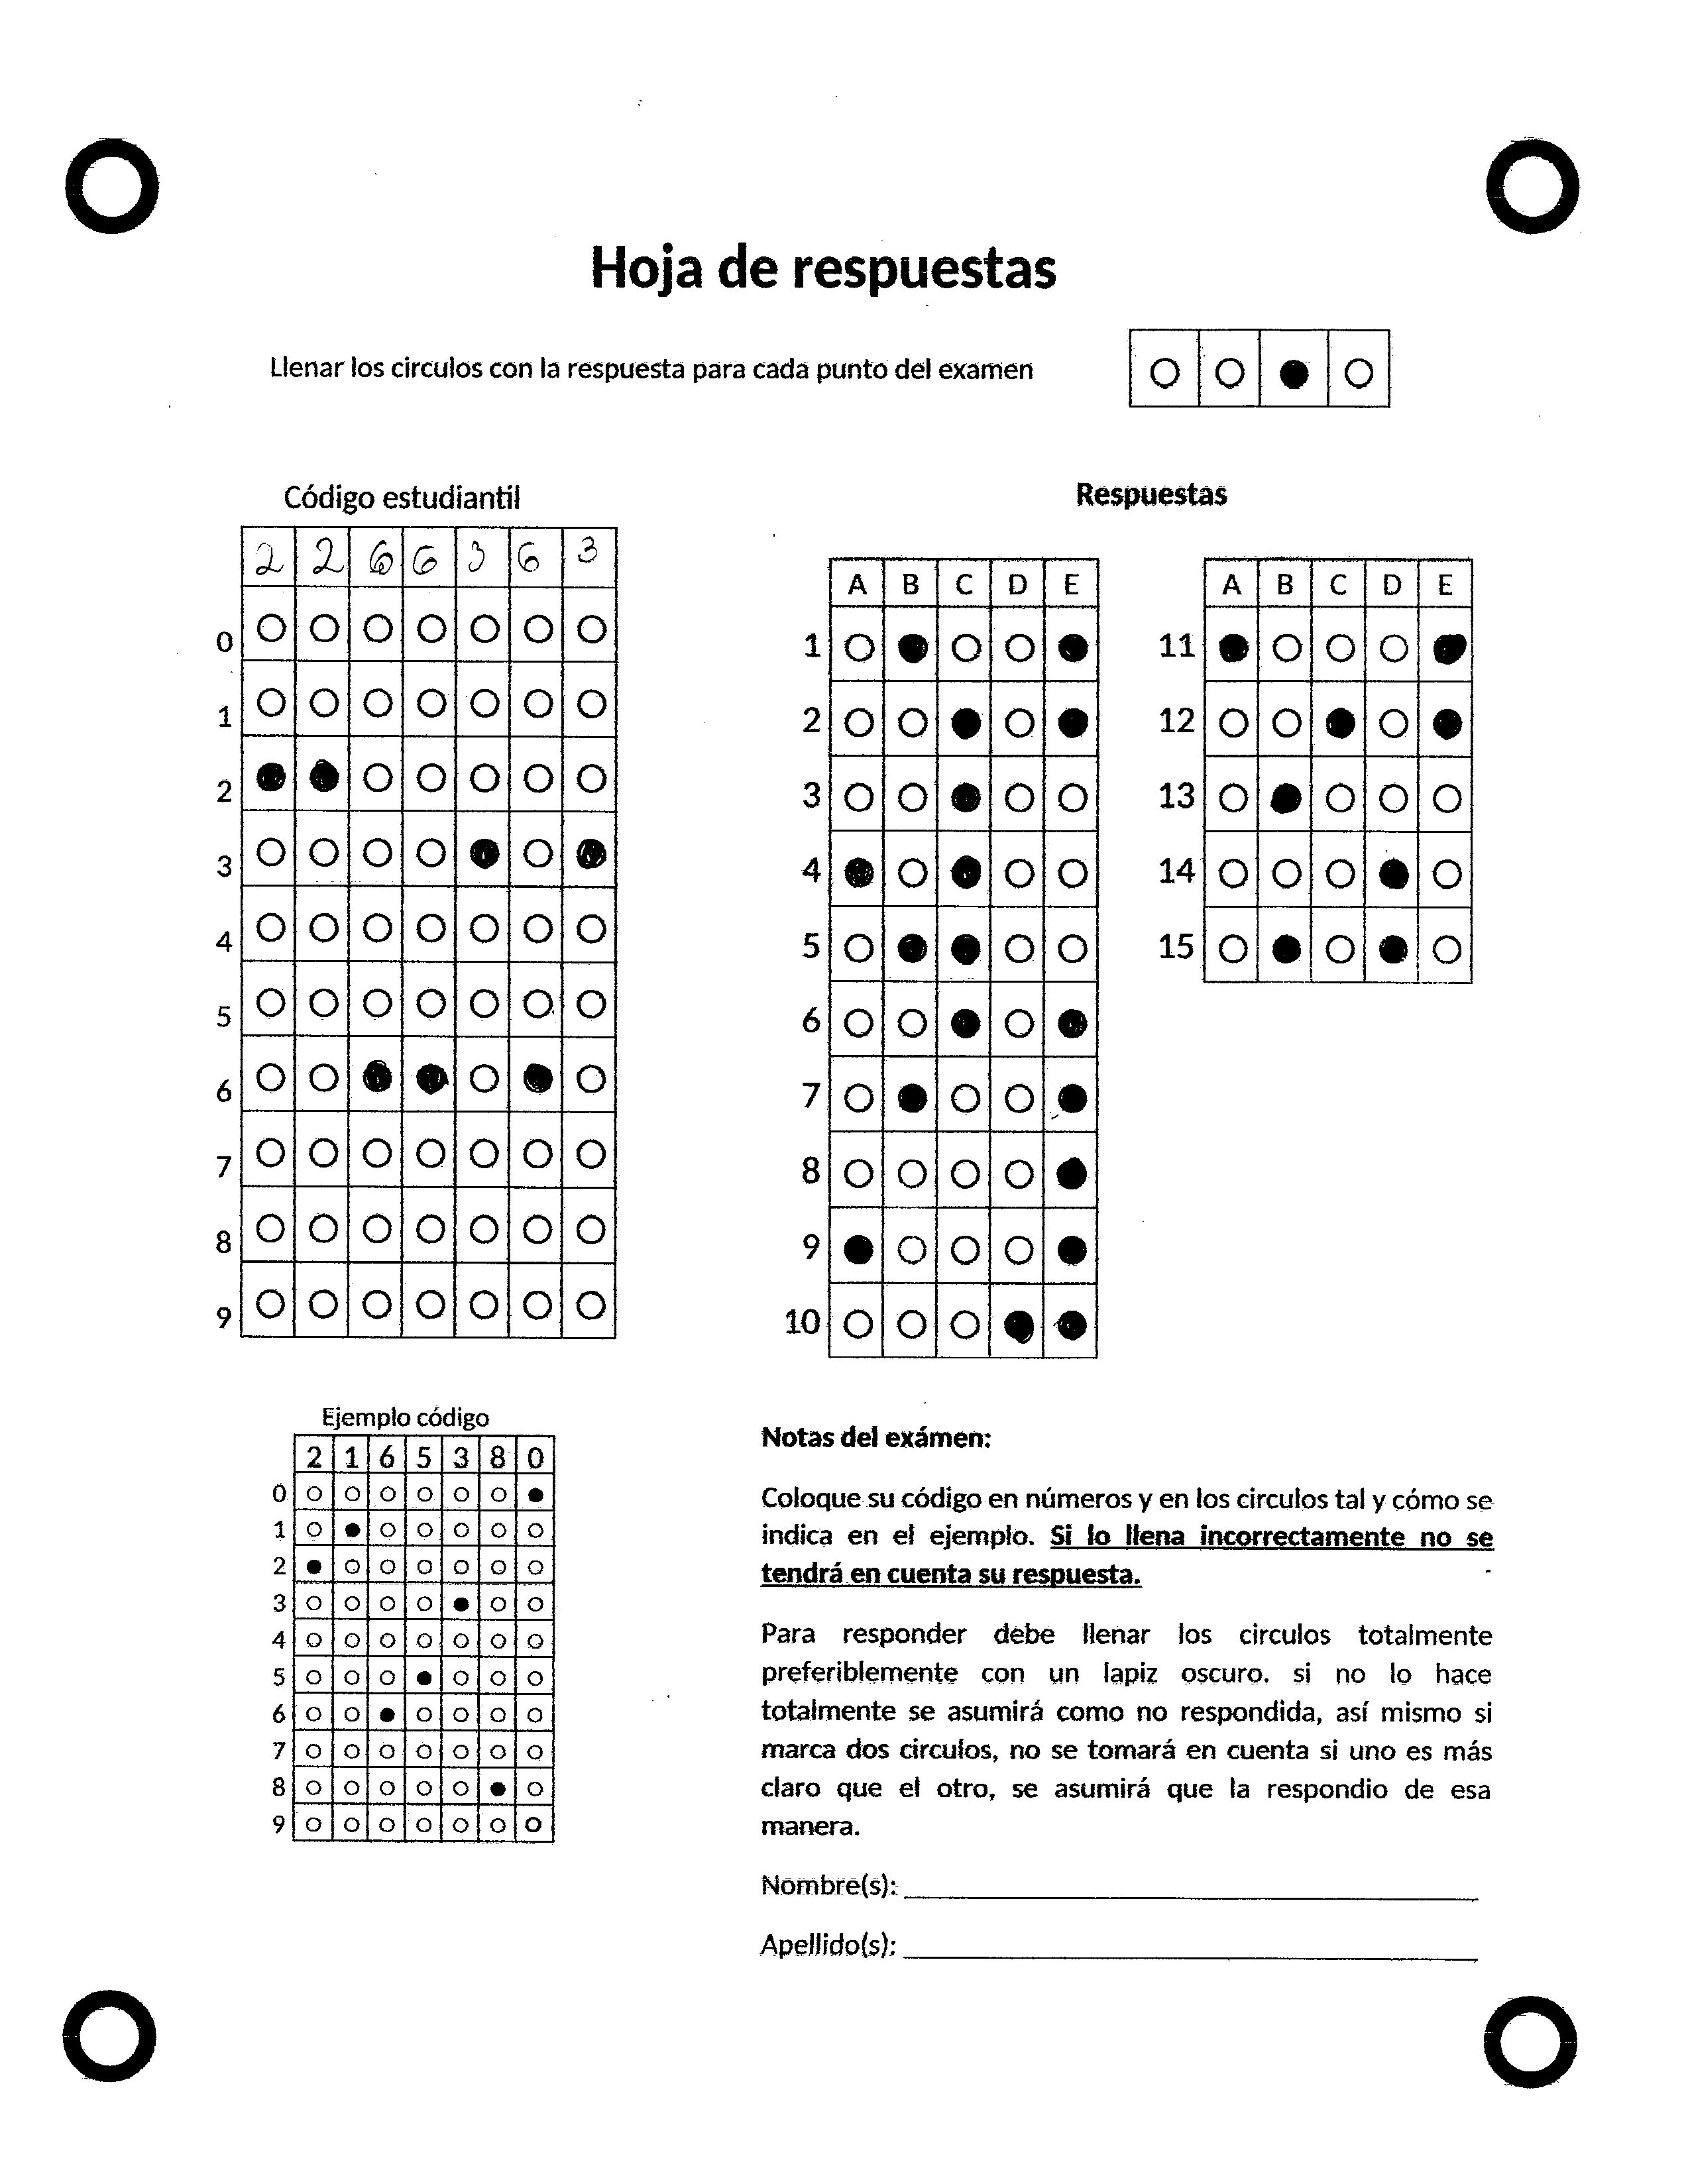 Hoja de respuestas
Llenar los circulos con la respuesta para cada punto del examen
Código estudiantil
2 2 6 6 3 6 3
0
1
2
3
4
5
6
7
8
9
Respuestas
A B C D E
1
2
3
4
5
6
7
8
9
10
A B C D E
11
12
13
14
15
Ejemplo código
2 1 6 5 3 8 0
0
1
2
3
4
5
6
7
8
9
Notas del exámen:
Coloque su código en números y en los circulos tal y cómo se
indica en el ejemplo. Si lo llena incorrectamente no se
tendrá en cuenta su respuesta.
Para responder debe llenar los circulos totalmente
preferiblemente con un lapiz oscuro. si no lo hace
totalmente se asumirá como no respondida, así mismo si
marca dos circulos, no se tomará en cuenta si uno es más
claro que el otro, se asumirá que la respondio de esa
manera.
Nombre(s):
Apellido(s):